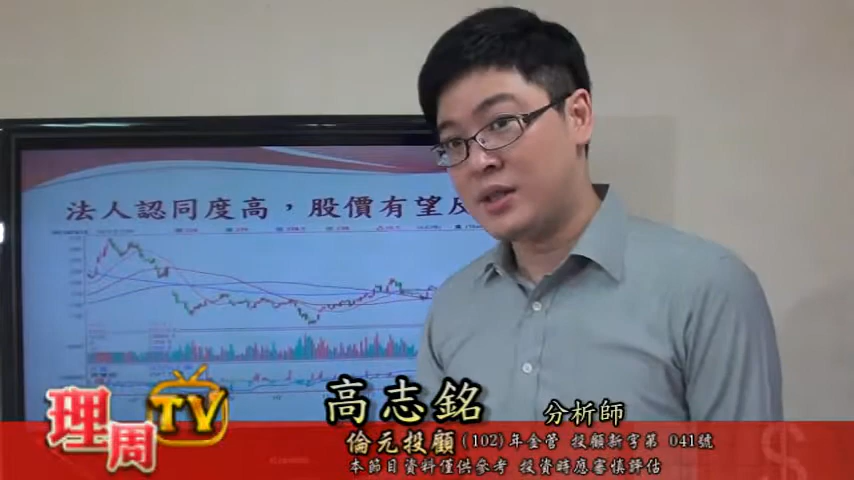 法人認同度高，股價有望反
理周TV
高志銘 分析師
倫元投顧(102)年金管 投顧新字第 041號
本節目資料僅供參考 投資時應審慎評估